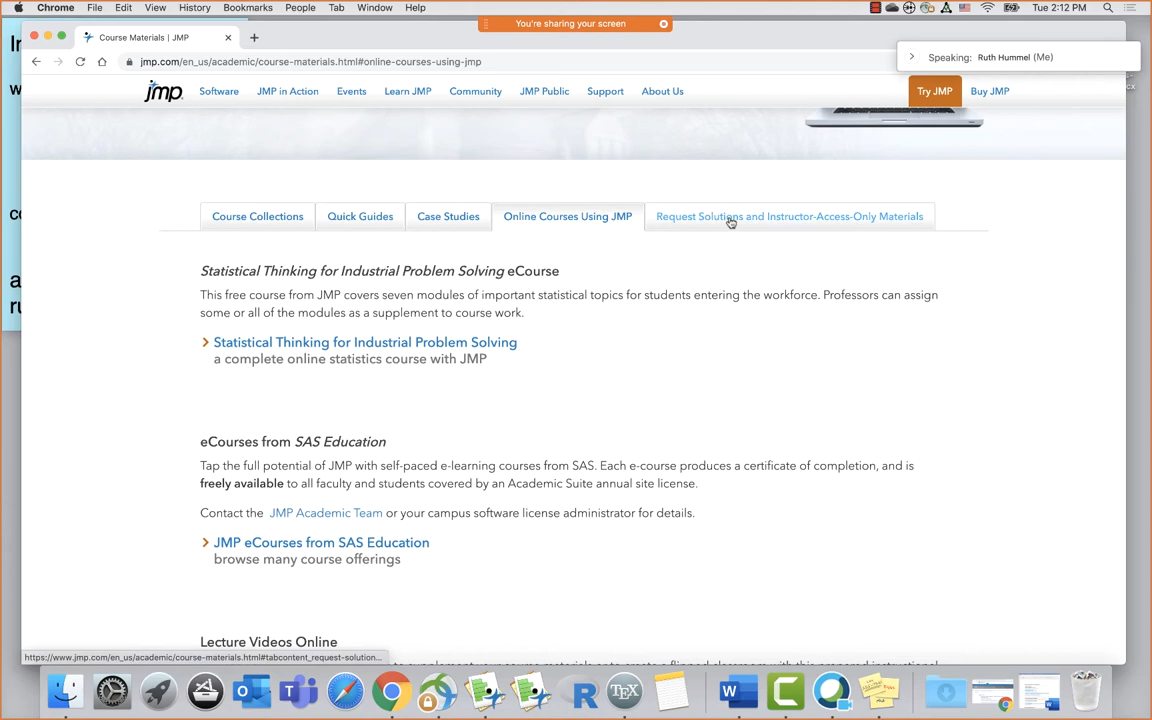 Chrome File Edit View History Bookmarks People Tab Window Help Tue 2:12 PM
You're sharing your screen
Course Materials | JMP
jmp.com/en_us/academic/course-materials.html#online-courses-using-jmp
Speaking: Ruth Hummel (Me)
jmp Software JMP in Action Events Learn JMP Community JMP Public Support About Us Try JMP Buy JMP
Course Collections Quick Guides Case Studies Online Courses Using JMP Request Solutions and Instructor-Access-Only Materials
Statistical Thinking for Industrial Problem Solving eCourse
This free course from JMP covers seven modules of important statistical topics for students entering the workforce. Professors can assign
some or all of the modules as a supplement to course work.
Statistical Thinking for Industrial Problem Solving
a complete online statistics course with JMP
eCourses from SAS Education
Tap the full potential of JMP with self-paced e-learning courses from SAS. Each e-course produces a certificate of completion, and is
freely available to all faculty and students covered by an Academic Suite annual site license.
Contact the JMP Academic Team or your campus software license administrator for details.
JMP eCourses from SAS Education
browse many course offerings
Lecture Videos Online
https://www.jmp.com/en_us/academic/course-materials.html#tabcontent_request-solution...